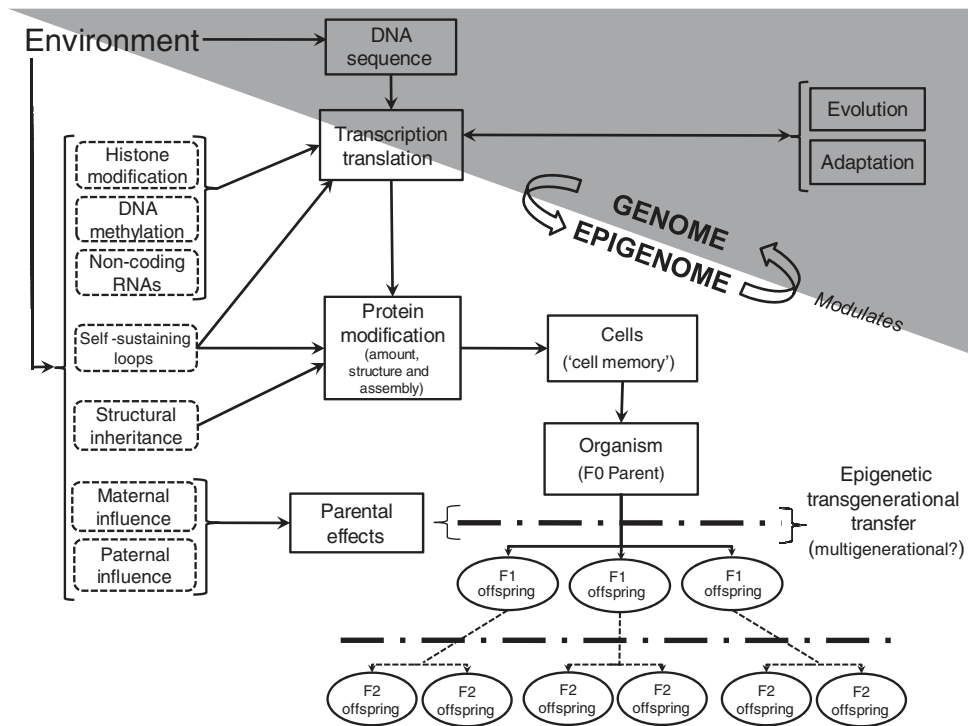 Environment
DNA
sequence
Transcription
translation
Evolution
Adaptation
Histone
modification
DNA
methylation
Non-coding
RNAs
GENOME
EPIGENOME
Modulates
Self -sustaining
loops
Protein
modification
(amount,
structure and
assembly)
Cells
(‘cell memory’)
Structural
inheritance
Organism
(F0 Parent)
Maternal
influence
Paternal
influence
Parental
effects
Epigenetic
transgenerational
transfer
(multigenerational?)
F1
offspring
F1
offspring
F1
offspring
F2
offspring
F2
offspring
F2
offspring
F2
offspring
F2
offspring
F2
offspring